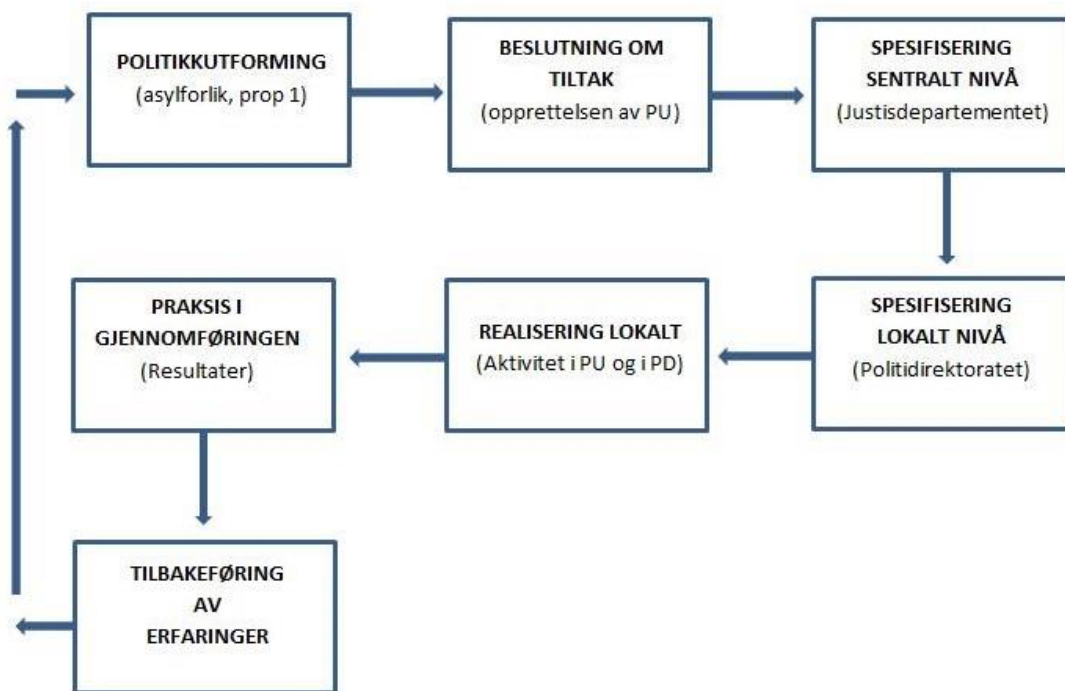 POLITIKKUTFORMING
(asylforlik, prop 1)
BESLUTNING OM
TILTAK
(opprettelsen av PU)
SPESIFISERING
SENTRALT NIVÅ
(Justisdepartementet)
SPESIFISERING
LOKALT NIVÅ
(Politidirektoratet)
REALISERING LOKALT
(Aktivitet i PU og i PD)
PRAKSIS I
GJENNOMFØRINGEN
(Resultater)
TILBAKEFØRING
AV
ERFARINGER